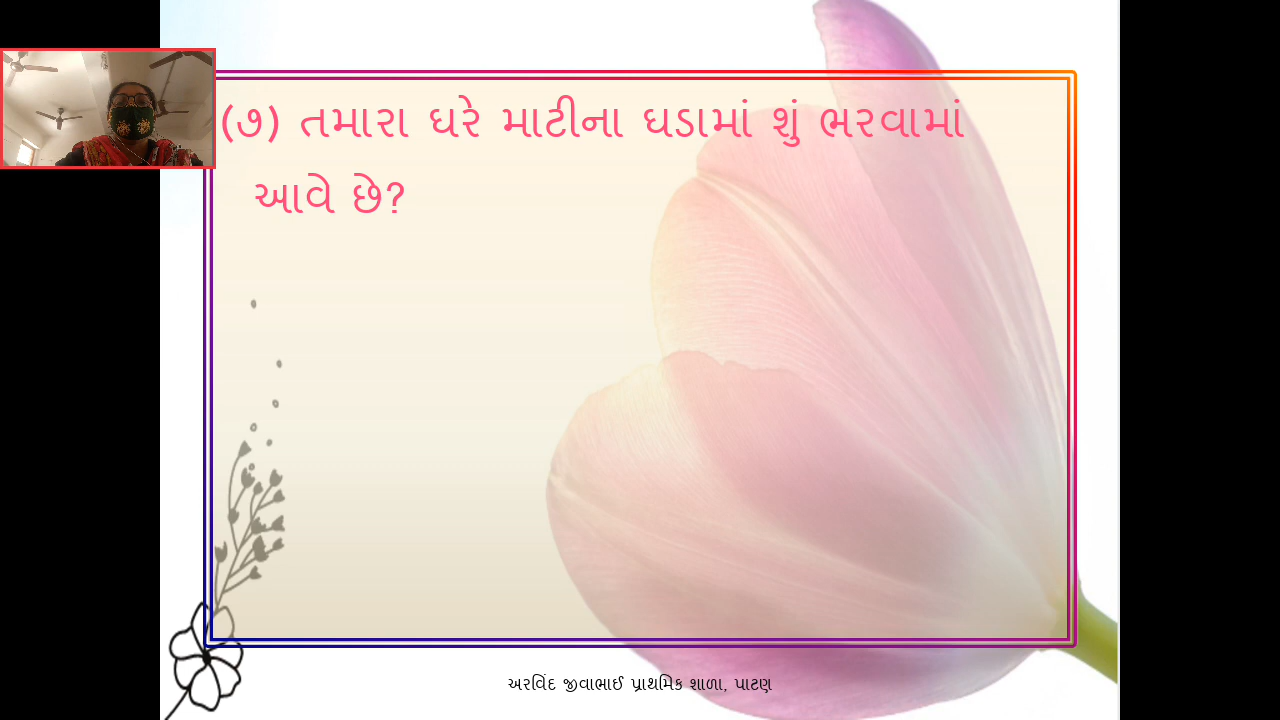 (૭) તમારા ઘરે માટીના ઘડામાં શું ભરવામાં
આવે છે?
અરવિંદ જીવાભાઈ પ્રાથમિક શાળા, પાટણ